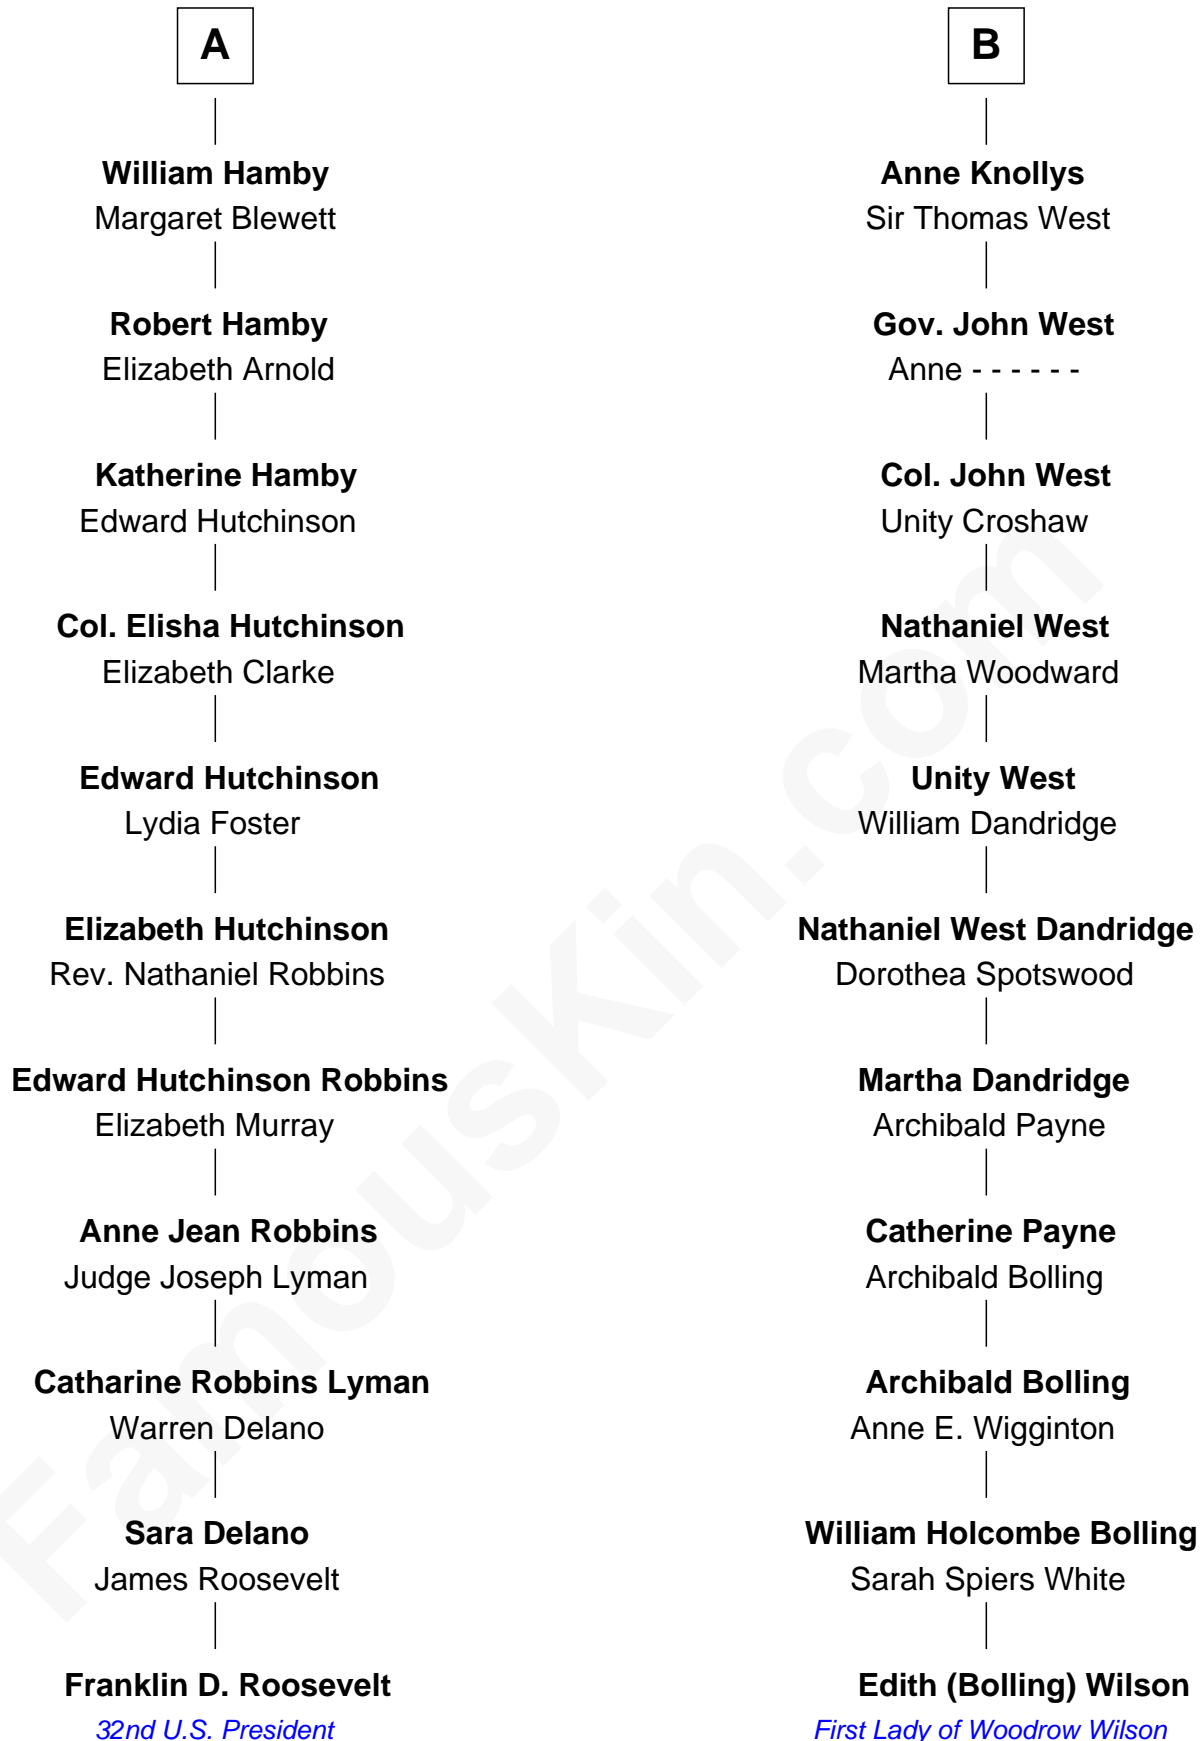 A
William Hamby
Margaret Blewett
Robert Hamby
Elizabeth Arnold
Katherine Hamby
Edward Hutchinson
Col. Elisha Hutchinson
Elizabeth Clarke
Edward Hutchinson
Lydia Foster
Elizabeth Hutchinson
Rev. Nathaniel Robbins
Edward Hutchinson Robbins
Elizabeth Murray
Anne Jean Robbins
Judge Joseph Lyman
Catharine Robbins Lyman
Warren Delano
Sara Delano
James Roosevelt
Franklin D. Roosevelt
32nd U.S. President
B
Anne Knollys
Sir Thomas West
Gov. John West
Anne - - - - - -
Col. John West
Unity Croshaw
Nathaniel West
Martha Woodward
Unity West
William Dandridge
Nathaniel West Dandridge
Dorothea Spotswood
Martha Dandridge
Archibald Payne
Catherine Payne
Archibald Bolling
Archibald Bolling
Anne E. Wigginton
William Holcombe Bolling
Sarah Spiers White
Edith (Bolling) Wilson
First Lady of Woodrow Wilson
FamousKin.com